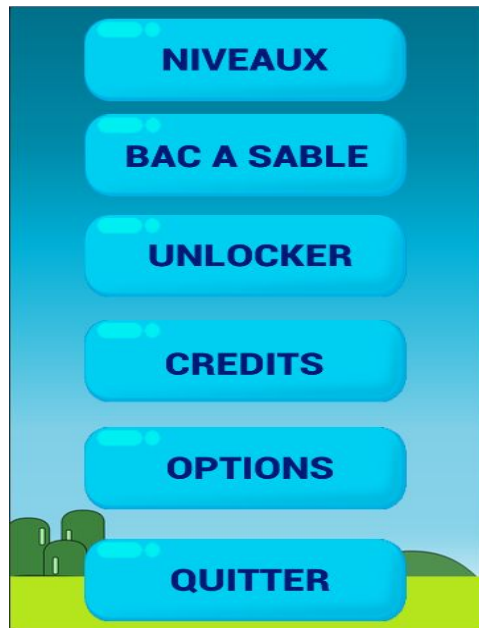 NIVEAUX
BAC A SABLE
UNLOCKER
CREDITS
OPTIONS
QUITTER